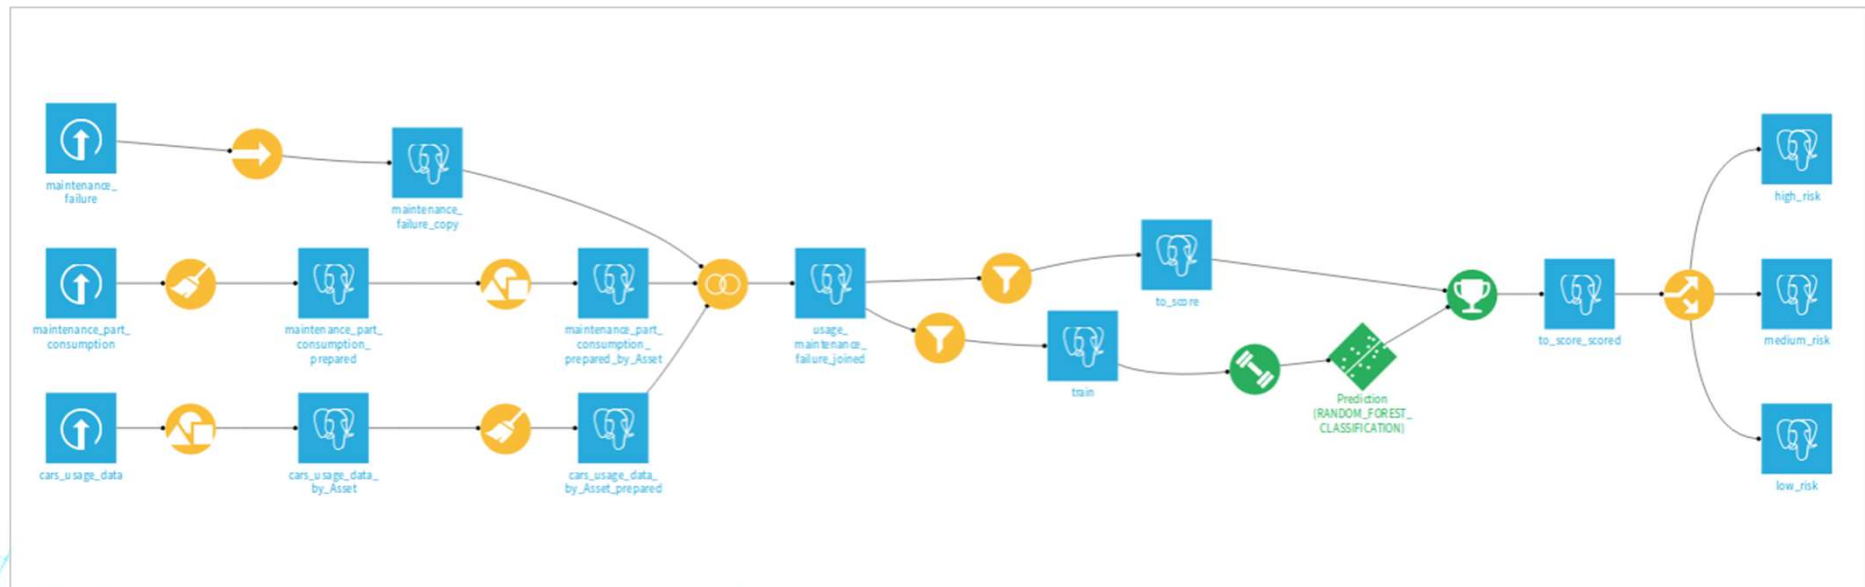 maintenance_
failure
maintenance_
failure_copy
high_risk
maintenance_part_
consumption
maintenance_part_
consumption_
prepared
maintenance_part_
consumption_
prepared_by_Asset
usage_
maintenance_
failure_joined
to_score
train
Prediction
(RANDOM_FOREST_
CLASSIFICATION)
to_score_scored
medium_risk
cars_usage_data
cars_usage_data_
by_Asset
cars_usage_data_
by_Asset_prepared
low_risk